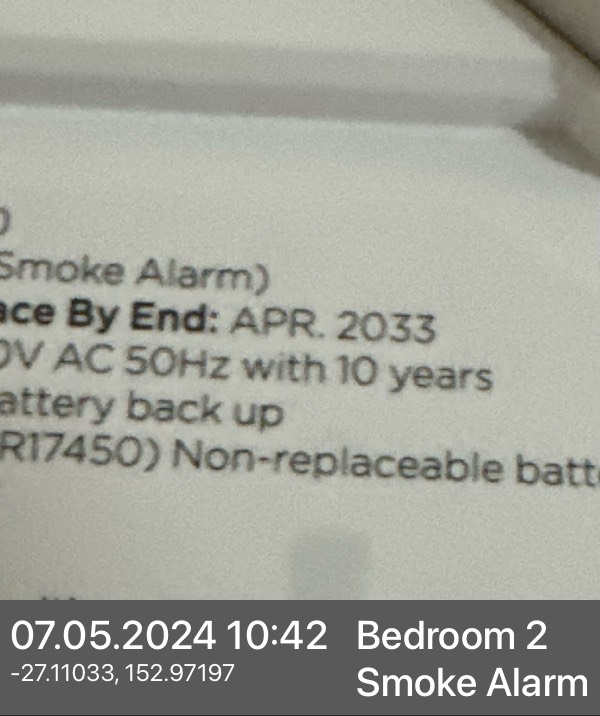 Smoke Alarm)
ace By End: APR. 2033
0V AC 50Hz with 10 years
attery back up
R17450) Non-replaceable batt
07.05.2024 10:42
-27.11033, 152.97197
Bedroom 2
Smoke Alarm